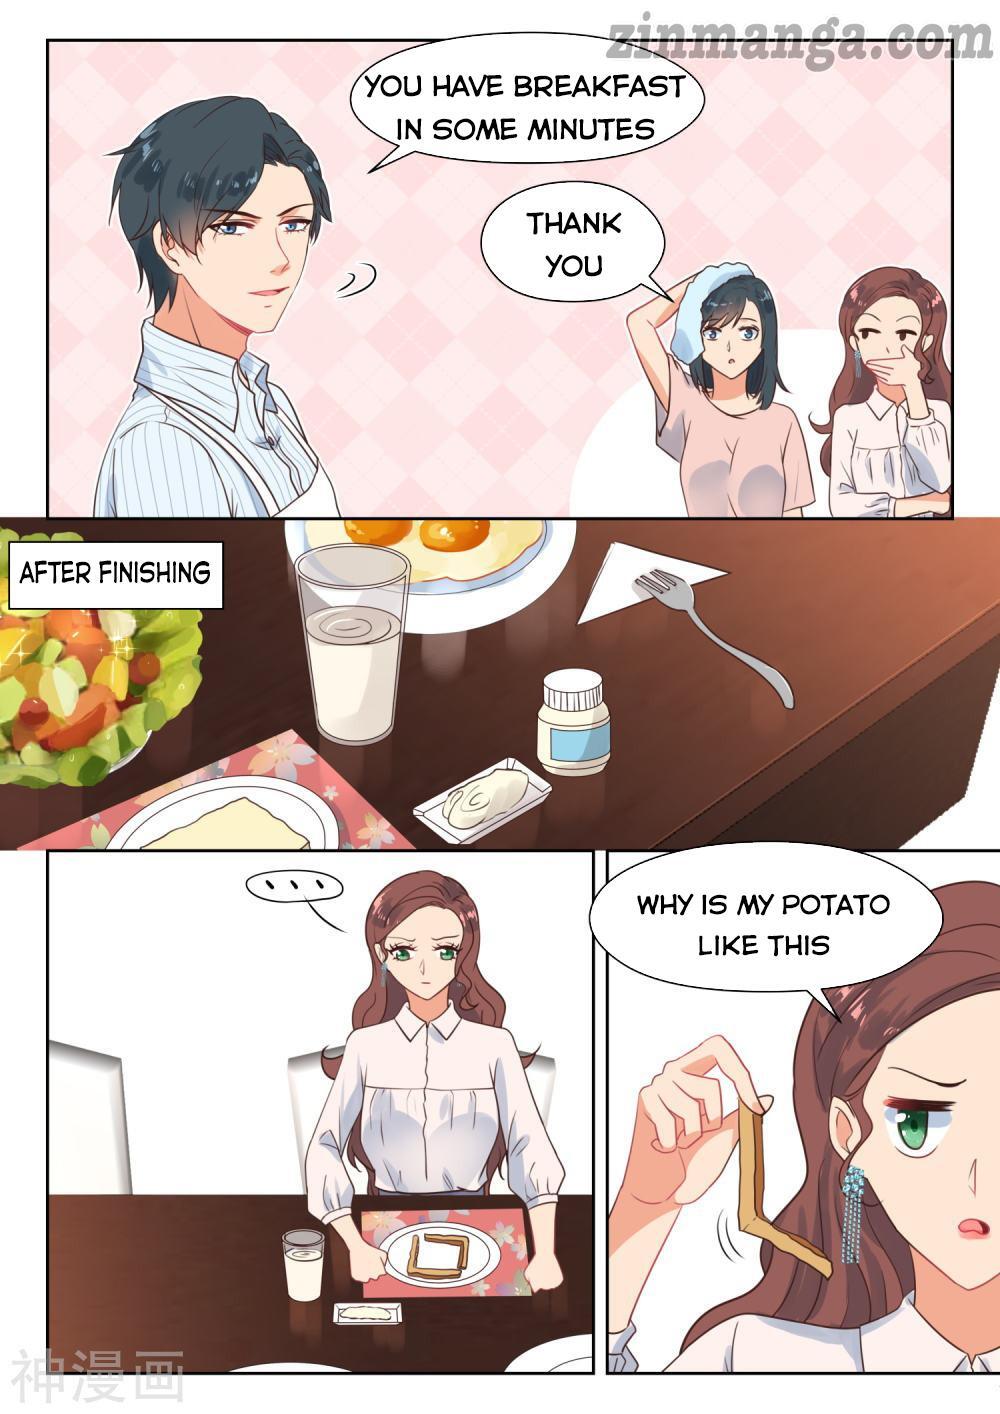 zinmanga.com
YOU HAVE BREAKFAST
IN SOME MINUTES
THANK
YOU
AFTER FINISHING
WHY IS MY POTATO
LIKE THIS
神漫画